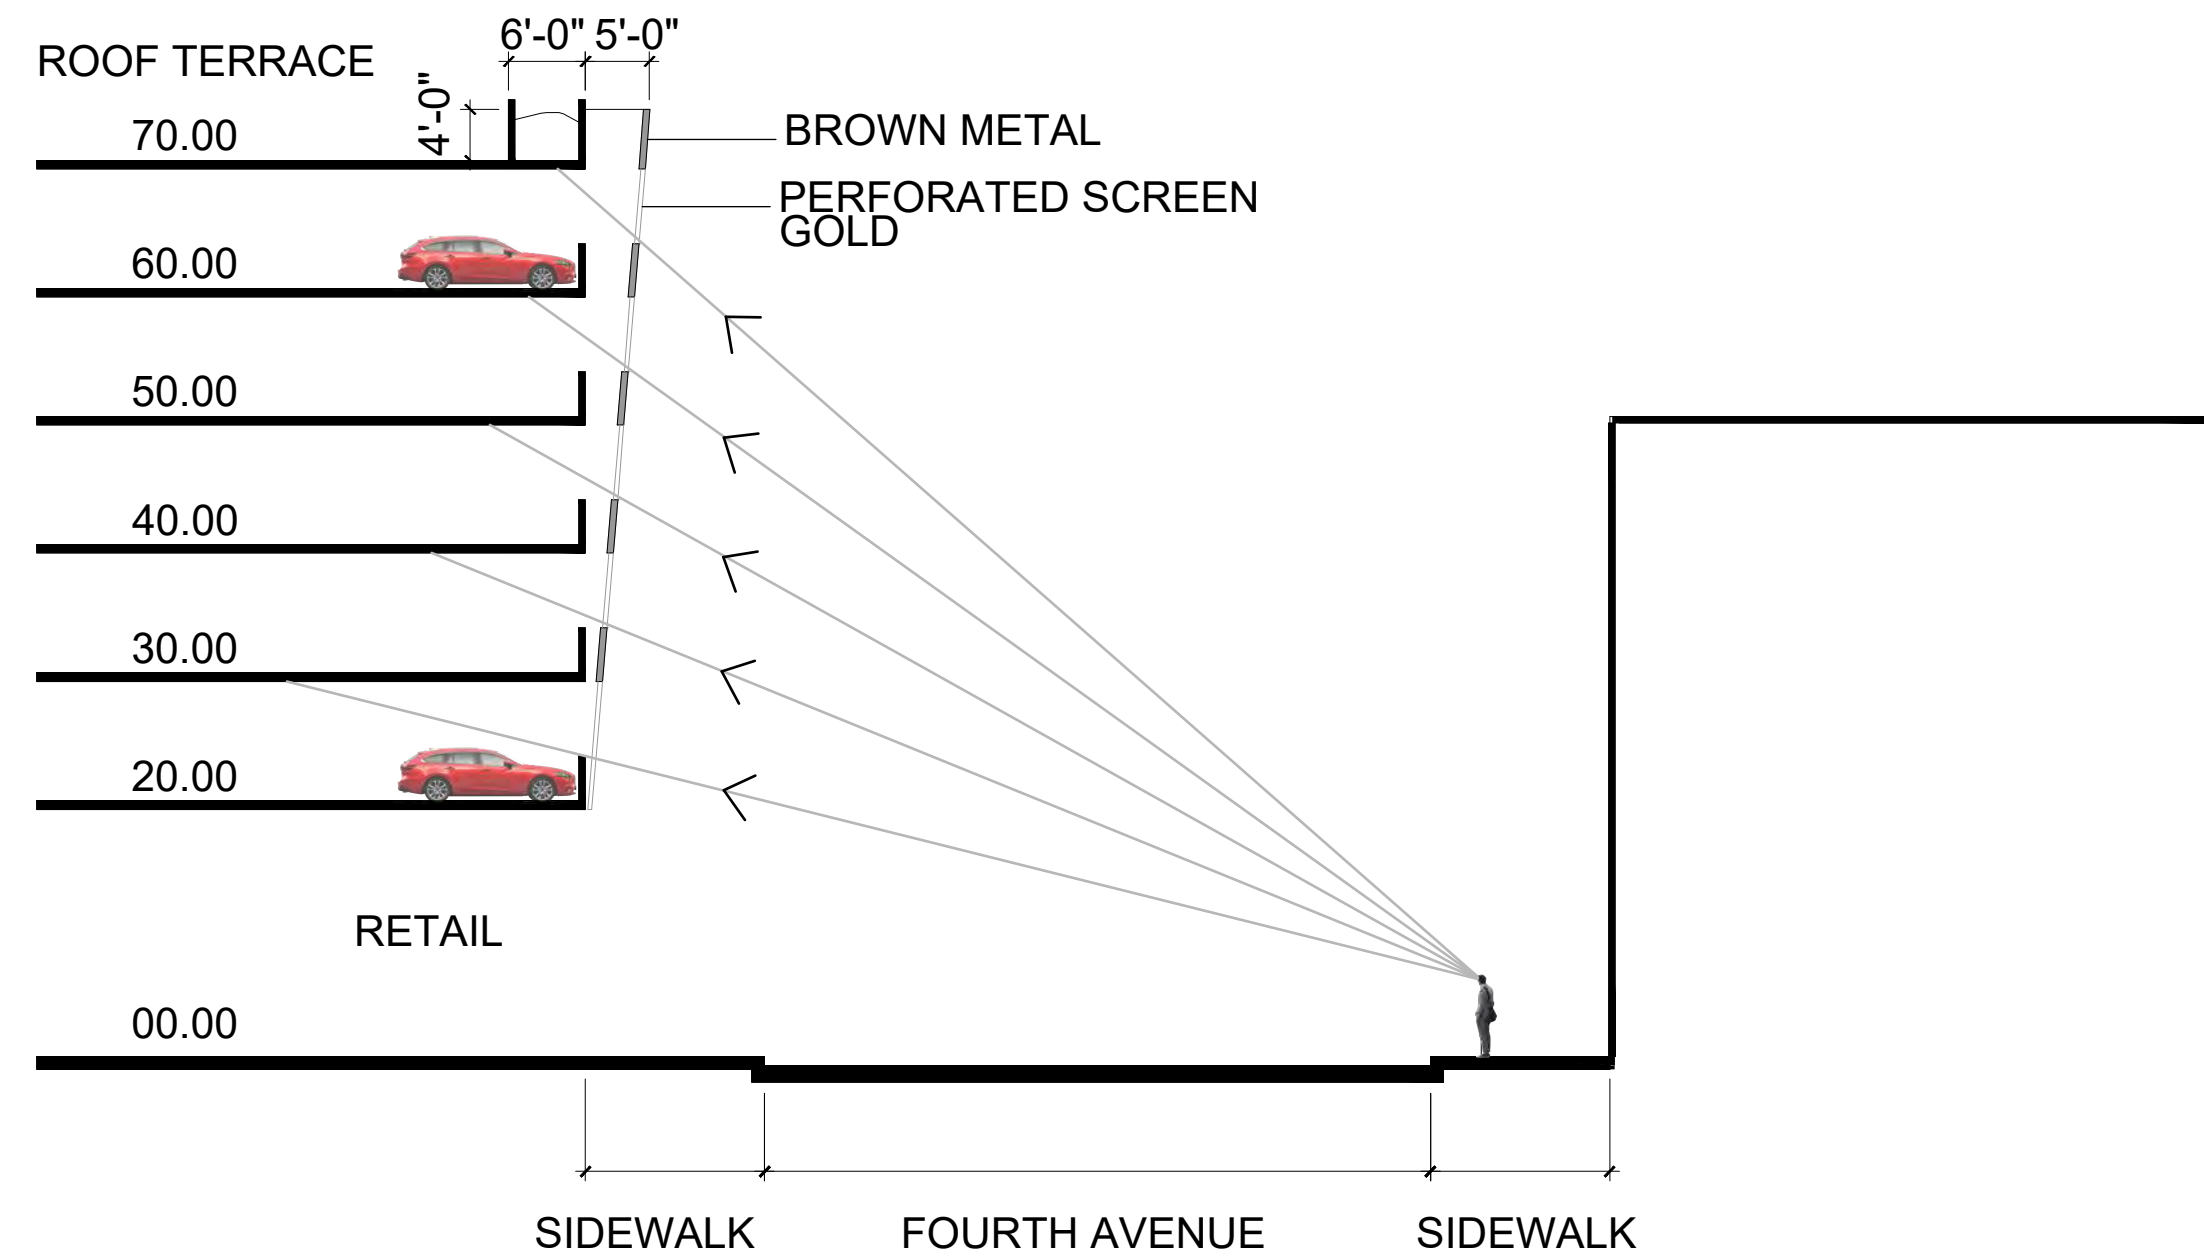 6'-0" 5'-0"
ROOF TERRACE
4'-0"
70.00
BROWN METAL
PERFORATED SCREEN
GOLD
60.00
50.00
40.00
30.00
20.00
RETAIL
00.00
SIDEWALK
FOURTH AVENUE
SIDEWALK